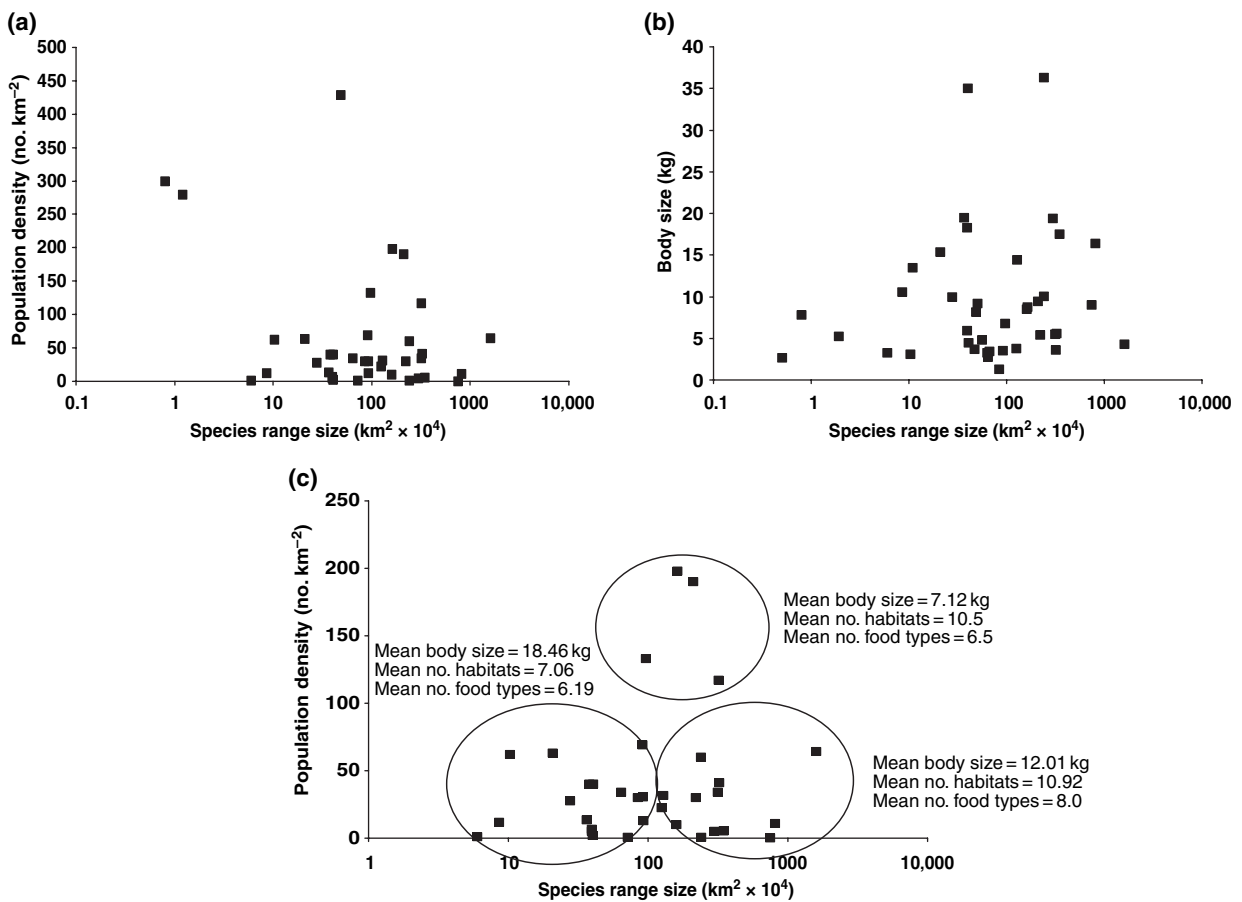 (a)
500
450
400
350
300
250
200
150
100
50
0
Population density (no. km⁻²)
0.1 1 10 100 1000 10,000
Species range size (km² × 10⁴)
(b)
40
35
30
25
20
15
10
5
0
Body size (kg)
0.1 1 10 100 1000 10,000
Species range size (km² × 10⁴)
(c)
250
200
150
100
50
0
Population density (no. km⁻²)
Mean body size = 7.12 kg
Mean no. habitats = 10.5
Mean no. food types = 6.5
Mean body size = 18.46 kg
Mean no. habitats = 7.06
Mean no. food types = 6.19
Mean body size = 12.01 kg
Mean no. habitats = 10.92
Mean no. food types = 8.0
1 10 100 1000 10,000
Species range size (km² × 10⁴)